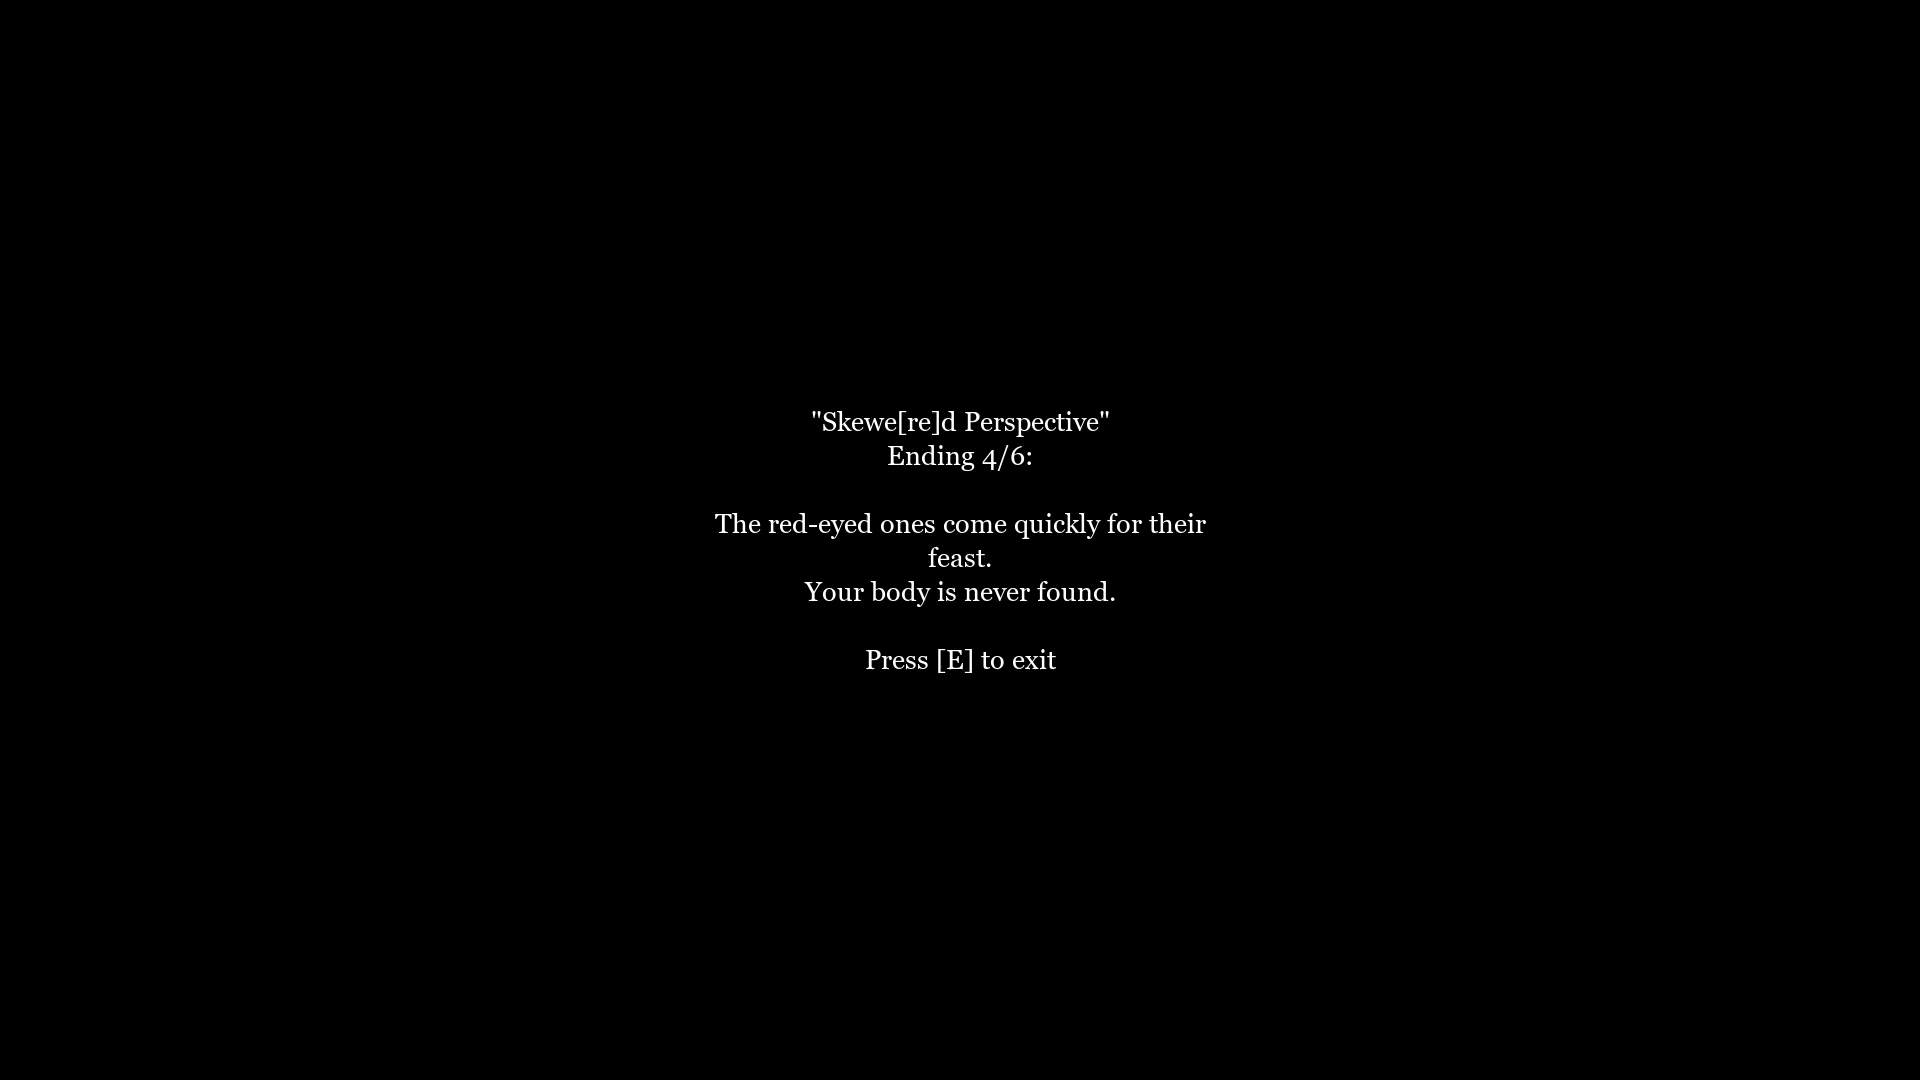 "Skewe[re]d Perspective"
Ending 4/6:
The red-eyed ones come quickly for their
feast.
Your body is never found.
Press [E] to exit